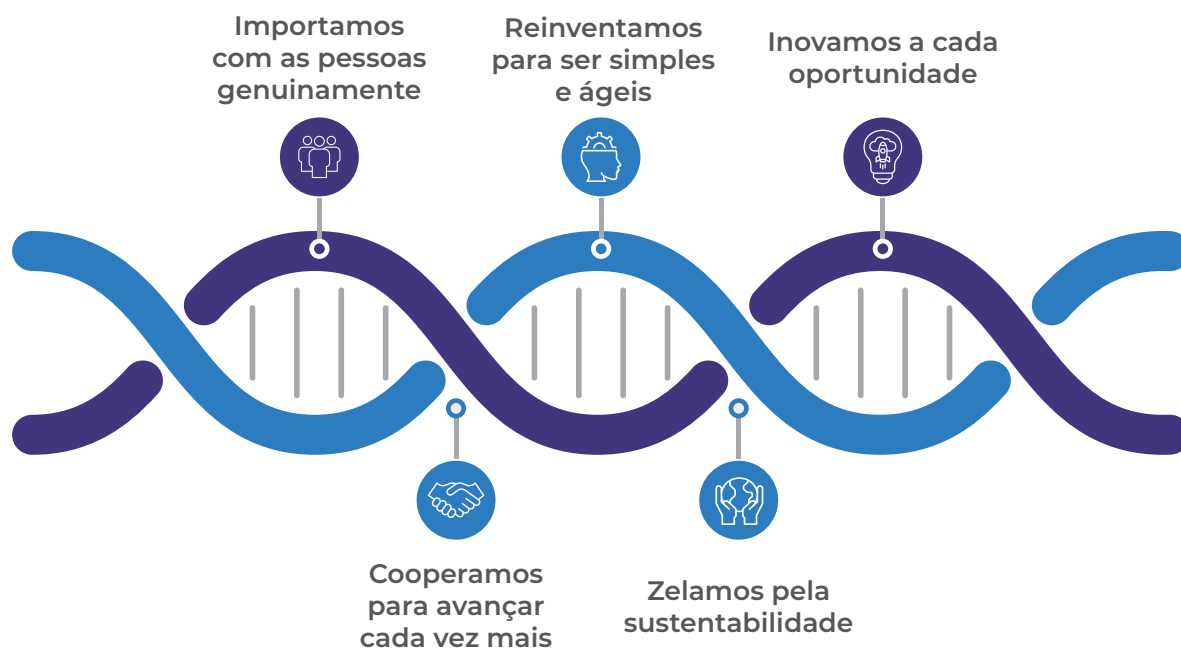 Importamos
com as pessoas
genuinamente
Reinventamos
para ser simples
e ágeis
Inovamos a cada
oportunidade
Cooperamos
para avançar
cada vez mais
Zelamos pela
sustentabilidade